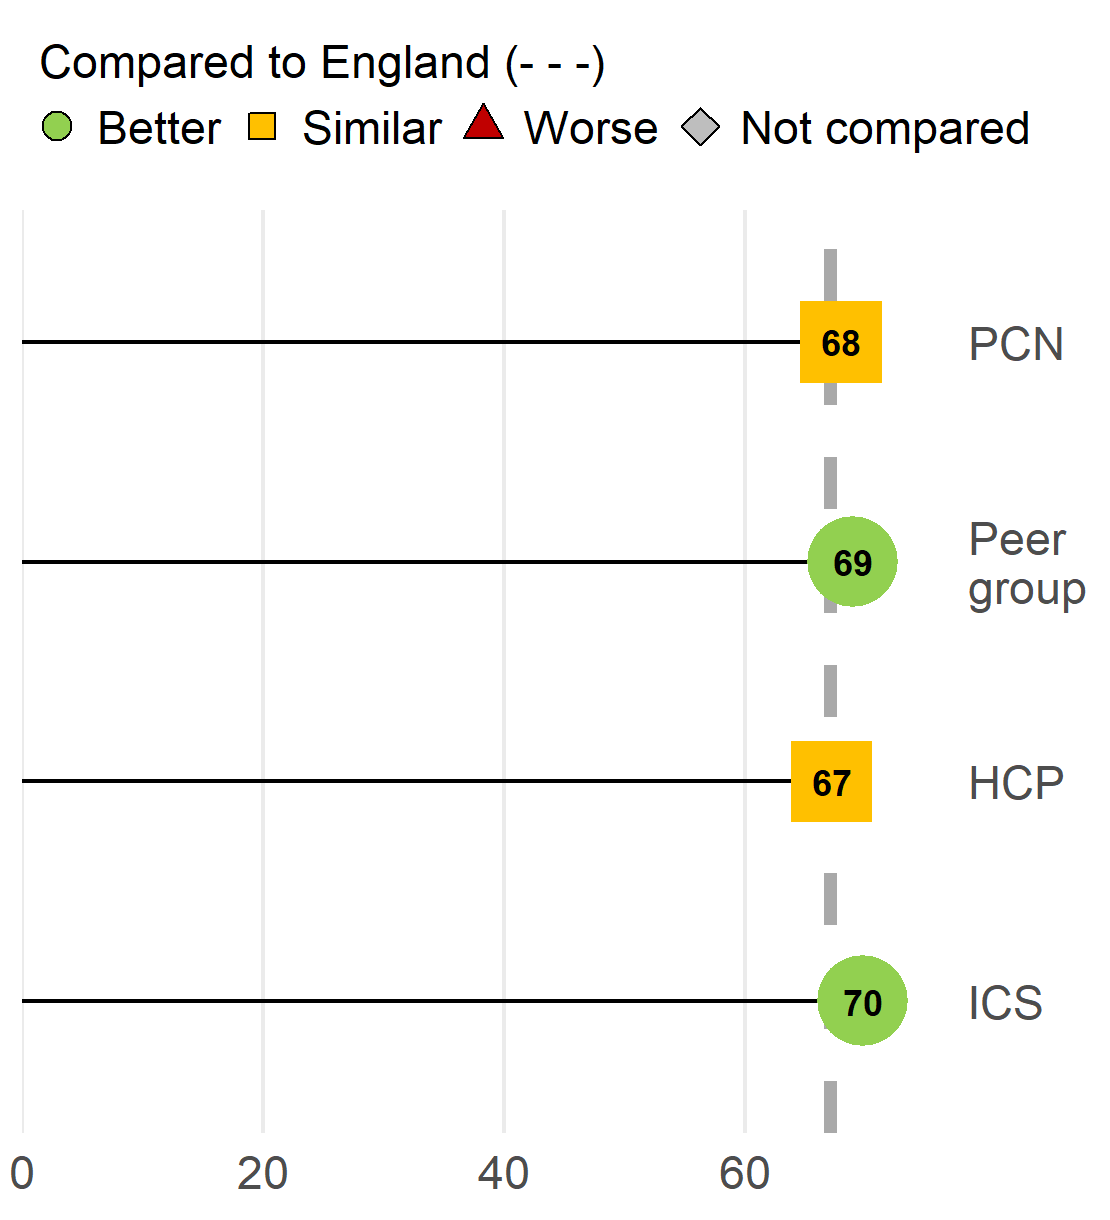 Compared to England (- - -)
Better Similar Worse Not compared
68 PCN
69 Peer
group
67 HCP
70 ICS
0 20 40 60